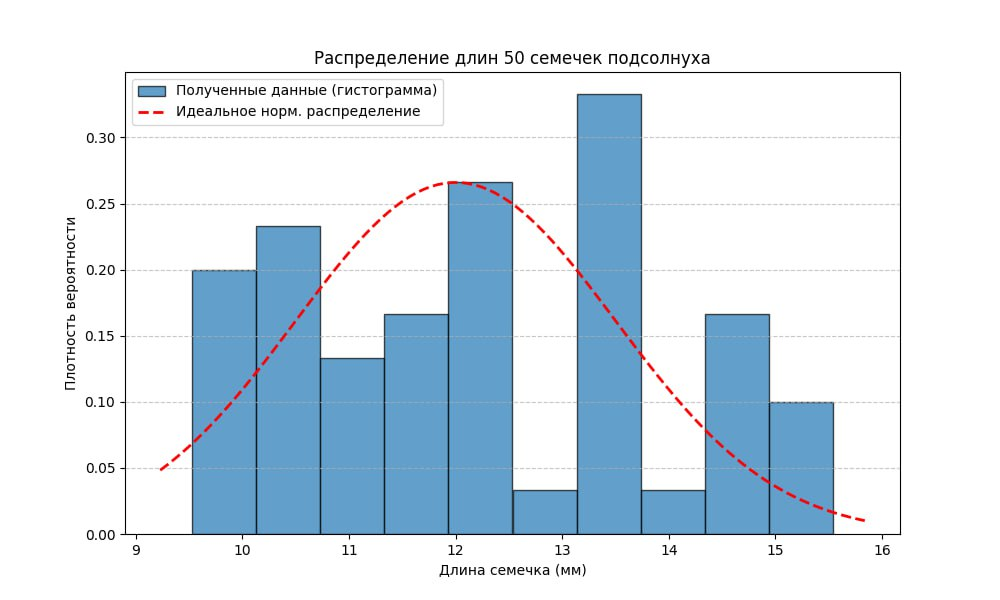 Распределение длин 50 семечек подсолнуха
Полученные данные (гистограмма)
Идеальное норм. распределение
Плотность вероятности
0.30
0.25
0.20
0.15
0.10
0.05
0.00
9 10 11 12 13 14 15 16
Длина семечка (мм)